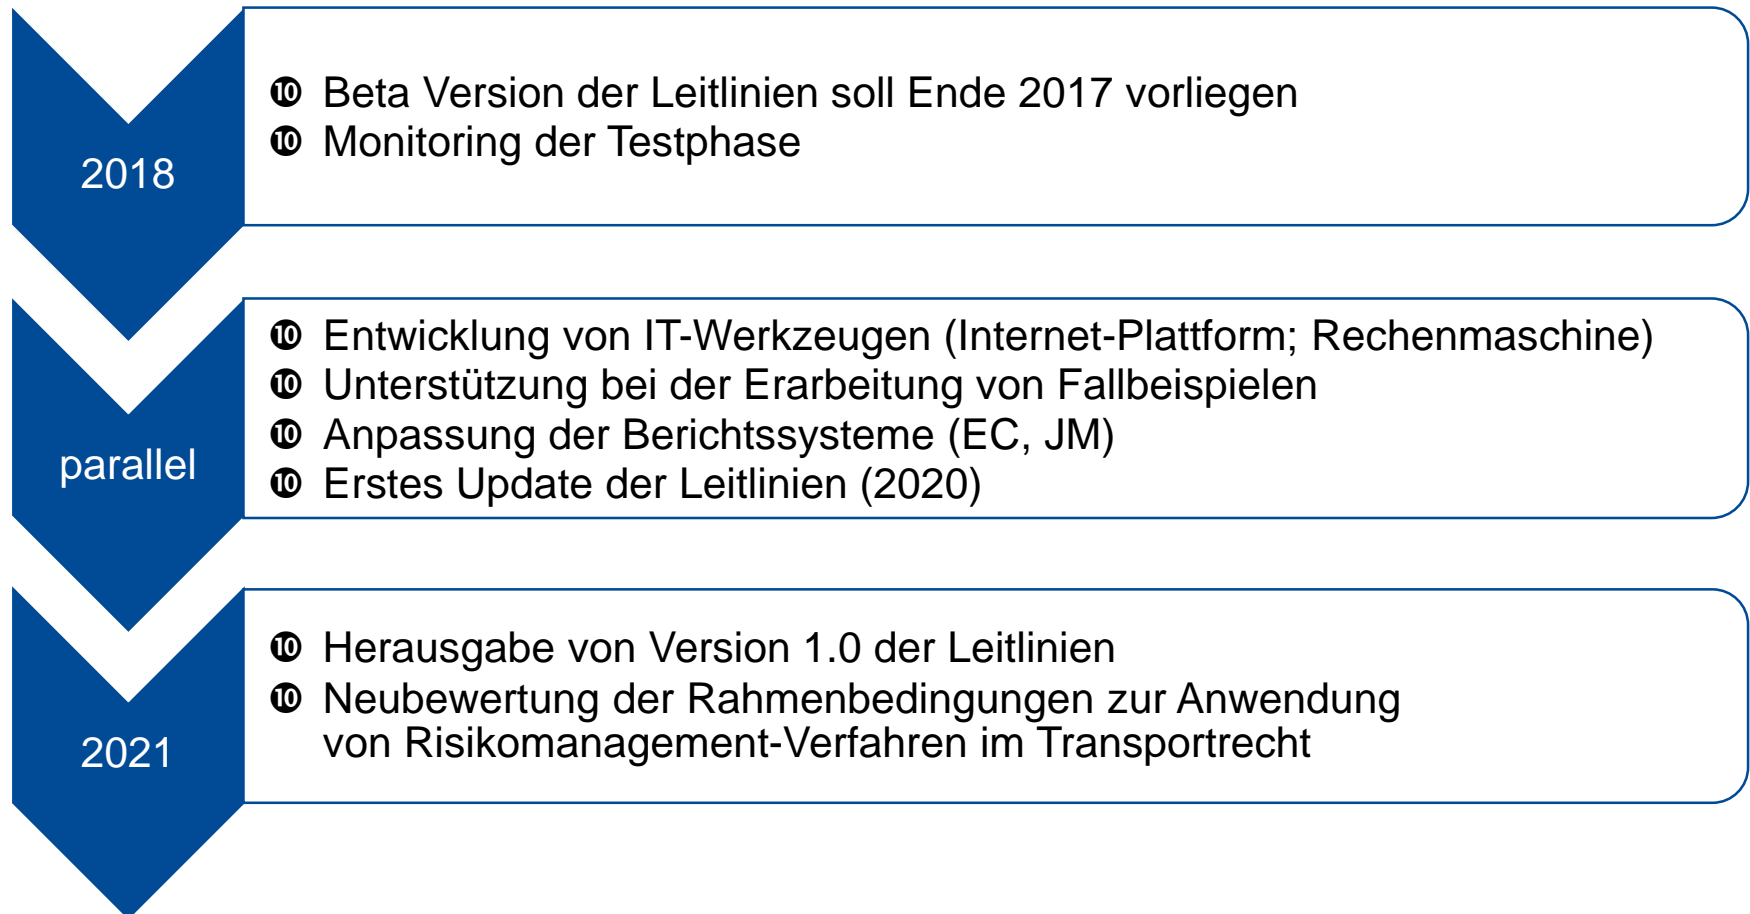 2018
❿ Beta Version der Leitlinien soll Ende 2017 vorliegen
❿ Monitoring der Testphase
parallel
❿ Entwicklung von IT-Werkzeugen (Internet-Plattform; Rechenmaschine)
❿ Unterstützung bei der Erarbeitung von Fallbeispielen
❿ Anpassung der Berichtssysteme (EC, JM)
❿ Erstes Update der Leitlinien (2020)
2021
❿ Herausgabe von Version 1.0 der Leitlinien
❿ Neubewertung der Rahmenbedingungen zur Anwendung
von Risikomanagement-Verfahren im Transportrecht